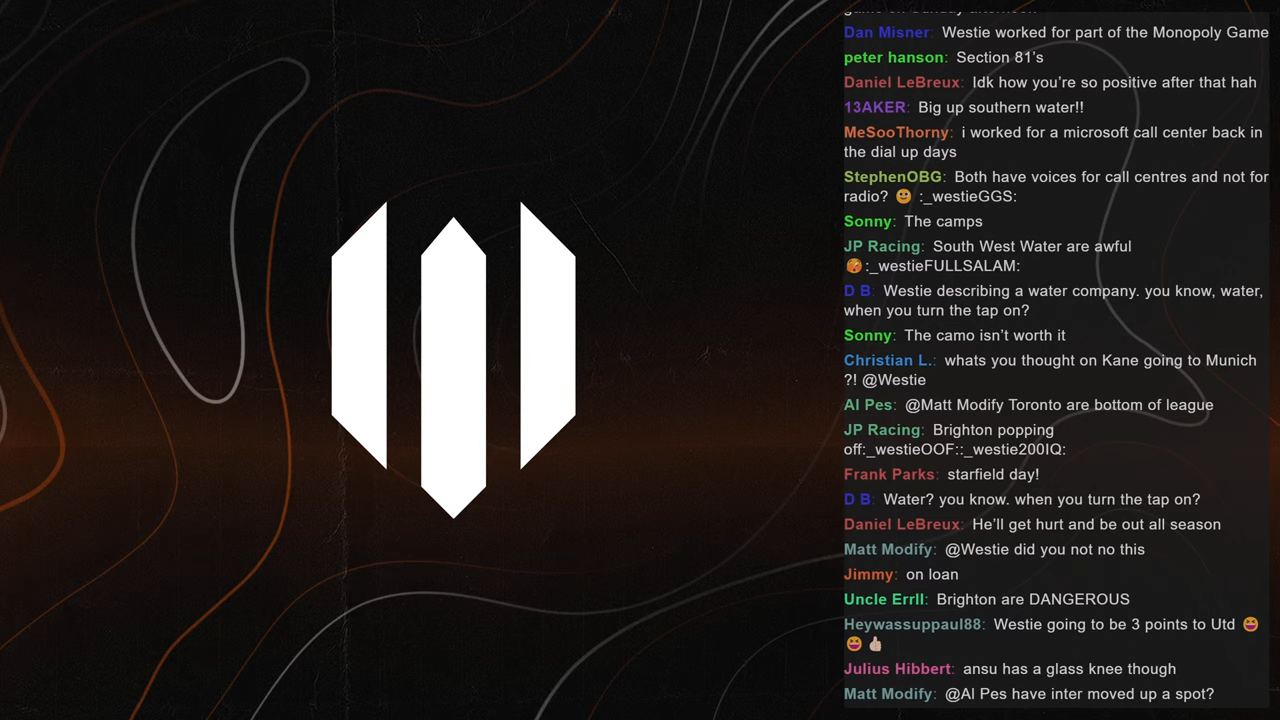 Dan Misner: Westie worked for part of the Monopoly Game
peter hanson: Section 81's
Daniel LeBreux: Idk how you're so positive after that hah
13AKER: Big up southern water!!
MeSooThorny: i worked for a microsoft call center back in
the dial up days
StephenOBG: Both have voices for call centres and not for
radio? 🙂 :_westieGGS:
Sonny: The camps
JP Racing: South West Water are awful
🥵:_westieFULLSALAM:
D B: Westie describing a water company. you know, water,
when you turn the tap on?
Sonny: The camo isn't worth it
Christian L.: whats you thought on Kane going to Munich
?! @Westie
Al Pes: @Matt Modify Toronto are bottom of league
JP Racing: Brighton popping
off:_westieOOF::_westie200IQ:
Frank Parks: starfield day!
D B: Water? you know. when you turn the tap on?
Daniel LeBreux: He'll get hurt and be out all season
Matt Modify: @Westie did you not no this
Jimmy: on loan
Uncle Errll: Brighton are DANGEROUS
Heywassuppaul88: Westie going to be 3 points to Utd 😆
😆 👍🏼
Julius Hibbert: ansu has a glass knee though
Matt Modify: @Al Pes have inter moved up a spot?